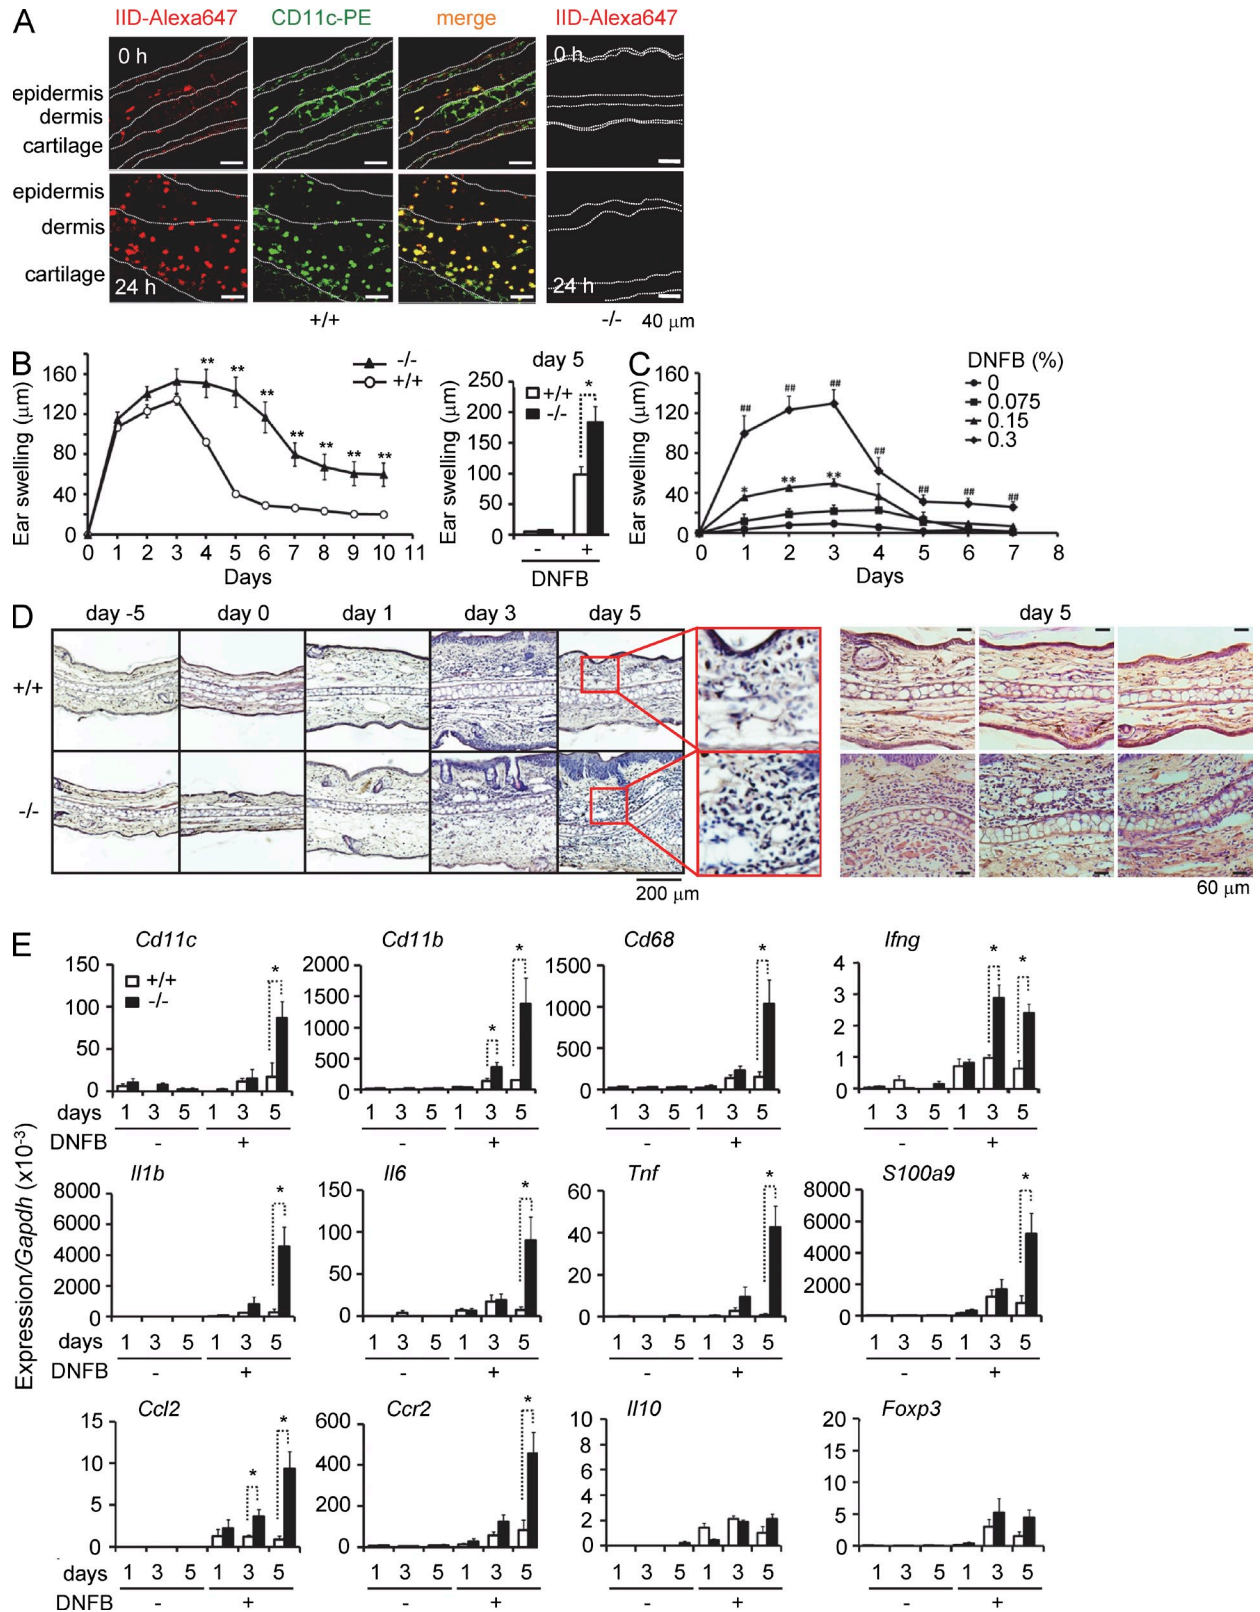 A
IID-Alexa647 CD11c-PE merge IID-Alexa647
0 h 0 h
epidermis
dermis
cartilage
epidermis
dermis
cartilage
24 h 24 h
+/+ -/- 40 μm
B
Ear swelling (μm)
160
120
80
40
0
0 1 2 3 4 5 6 7 8 9 10 11
Days
-/-
+/+
** ** ** ** ** ** **
day 5
Ear swelling (μm)
250
200
150
100
50
0
+/+
-/-
*
- +
DNFB
C
Ear swelling (μm)
160
120
80
40
0
0 1 2 3 4 5 6 7 8
Days
DNFB (%)
0
0.075
0.15
0.3
## ## ## ## ## ## ##
* ** **
D
day -5 day 0 day 1 day 3 day 5 day 5
+/+
-/-
200 μm 60 μm
E
Expression/Gapdh (x10-3)
Cd11c
150
100
50
0
+/+
-/-
*
days 1 3 5 1 3 5
DNFB - +
Cd11b
2000
1500
1000
500
0
* *
1 3 5 1 3 5
- +
Cd68
1500
1000
500
0
*
1 3 5 1 3 5
- +
Ifng
4
3
2
1
0
* *
1 3 5 1 3 5
- +
Il1b
8000
6000
4000
2000
0
*
days 1 3 5 1 3 5
DNFB - +
Il6
150
100
50
0
*
1 3 5 1 3 5
- +
Tnf
60
40
20
0
*
1 3 5 1 3 5
- +
S100a9
8000
6000
4000
2000
0
*
1 3 5 1 3 5
- +
Ccl2
15
10
5
0
* *
days 1 3 5 1 3 5
DNFB - +
Ccr2
600
400
200
0
*
1 3 5 1 3 5
- +
Il10
10
8
6
4
2
0
1 3 5 1 3 5
- +
Foxp3
20
15
10
5
0
1 3 5 1 3 5
- +